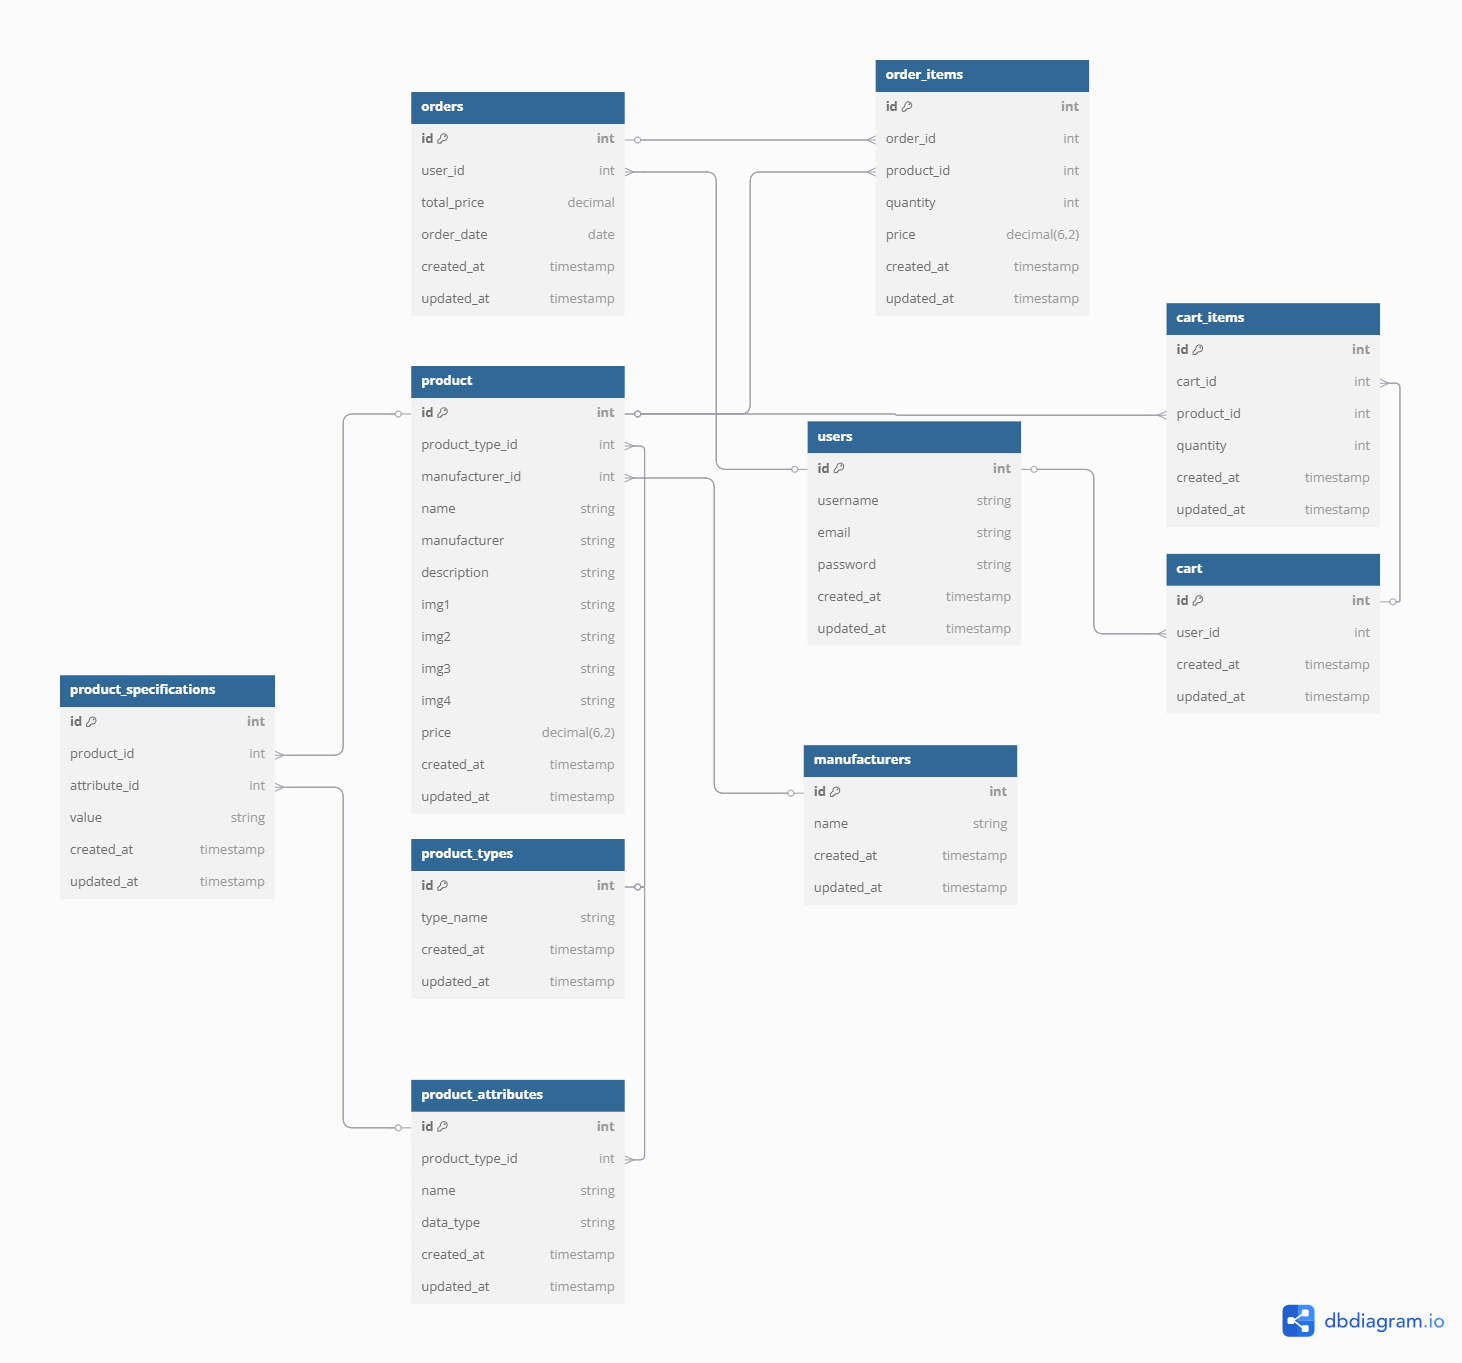 orders
id int
user_id int
total_price decimal
order_date date
created_at timestamp
updated_at timestamp
order_items
id int
order_id int
product_id int
quantity int
price decimal(6,2)
created_at timestamp
updated_at timestamp
cart_items
id int
cart_id int
product_id int
quantity int
created_at timestamp
updated_at timestamp
product
id int
product_type_id int
manufacturer_id int
name string
manufacturer string
description string
img1 string
img2 string
img3 string
img4 string
price decimal(6,2)
created_at timestamp
updated_at timestamp
users
id int
username string
email string
password string
created_at timestamp
updated_at timestamp
cart
id int
user_id int
created_at timestamp
updated_at timestamp
product_specifications
id int
product_id int
attribute_id int
value string
created_at timestamp
updated_at timestamp
manufacturers
id int
name string
created_at timestamp
updated_at timestamp
product_types
id int
type_name string
created_at timestamp
updated_at timestamp
product_attributes
id int
product_type_id int
name string
data_type string
created_at timestamp
updated_at timestamp
dbdiagram.io